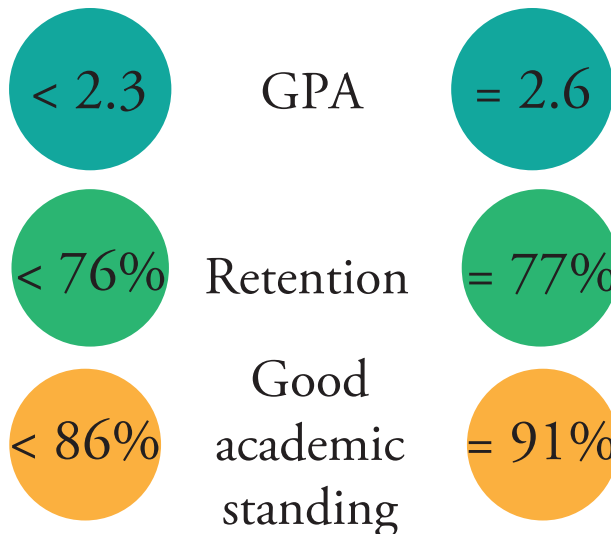 < 2.3 GPA = 2.6
< 76% Retention = 77%
Good
< 86% academic = 91%
standing